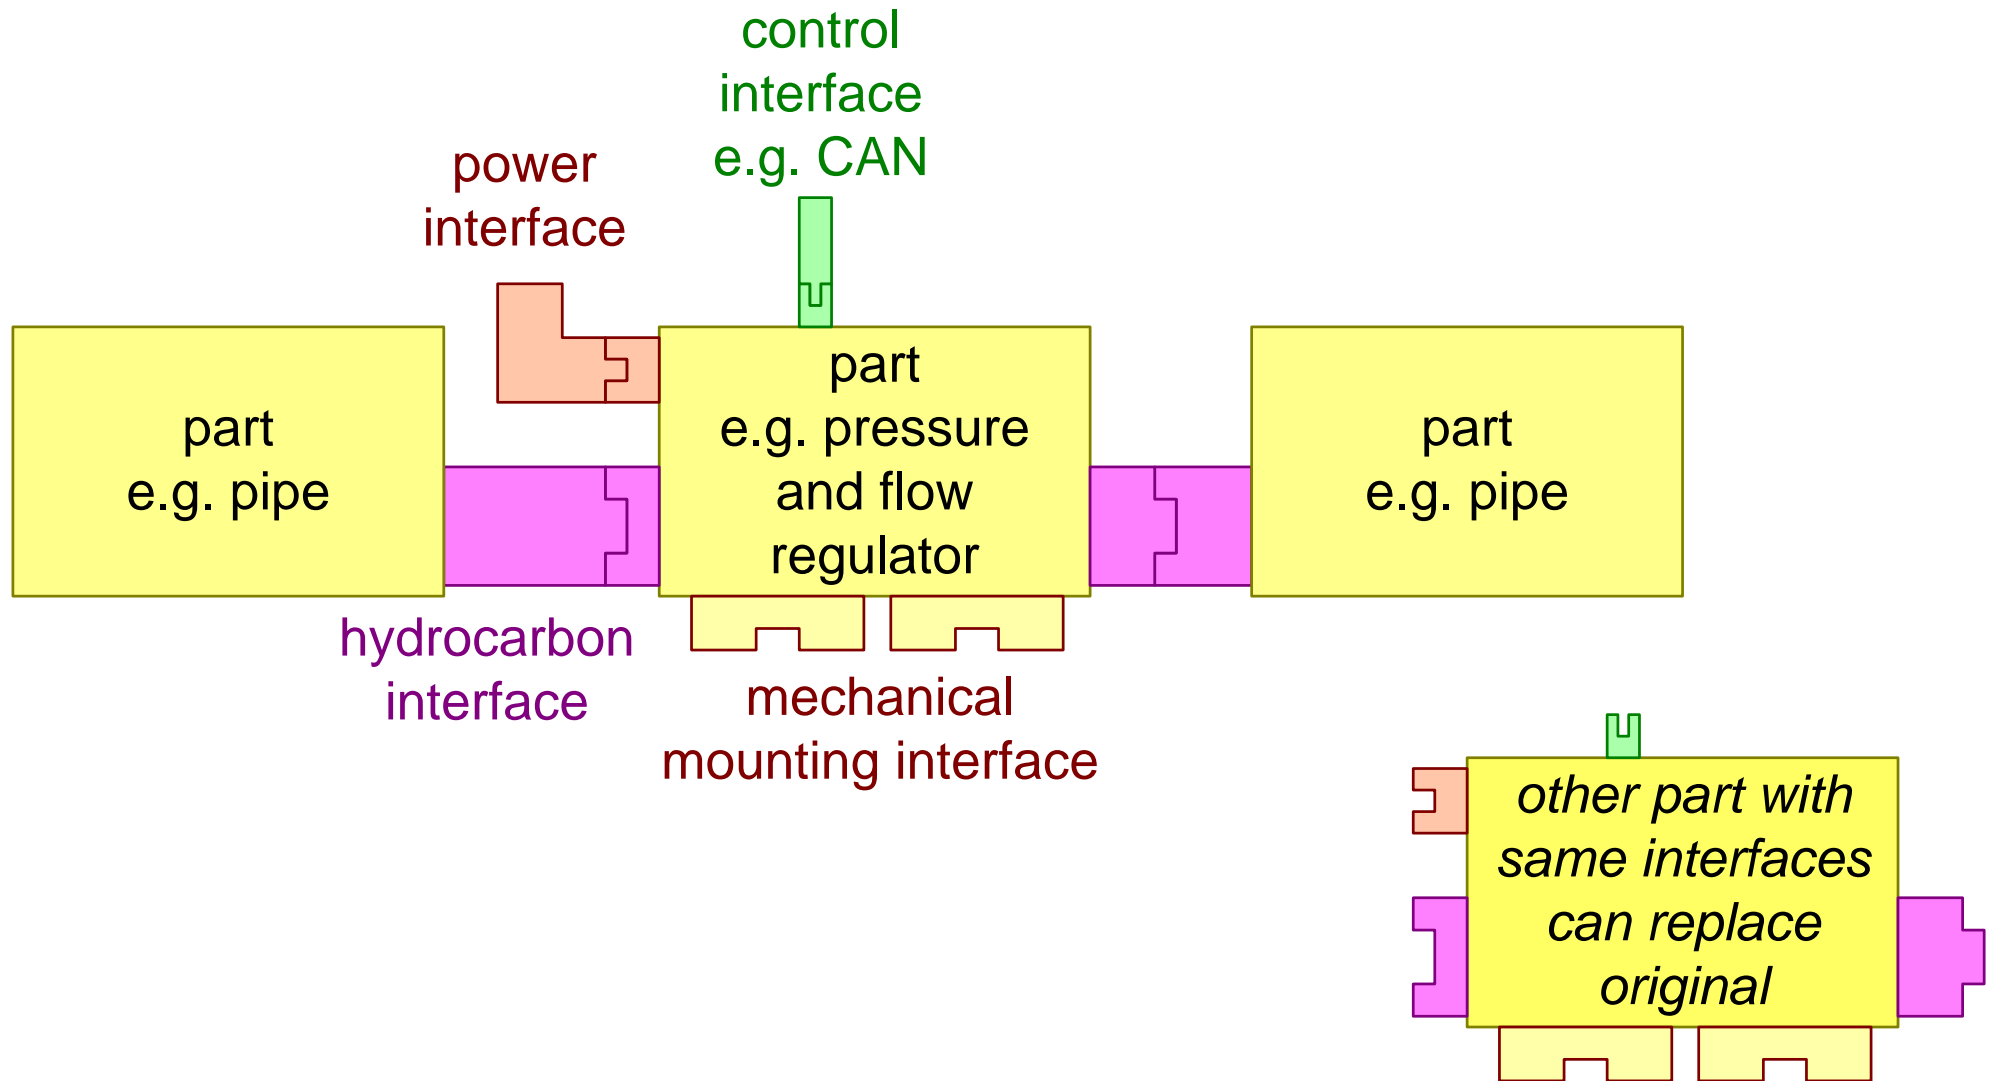 control
interface
e.g. CAN
power
interface
part
e.g. pipe
part
e.g. pressure
and flow
regulator
part
e.g. pipe
hydrocarbon
interface
mechanical
mounting interface
other part with
same interfaces
can replace
original